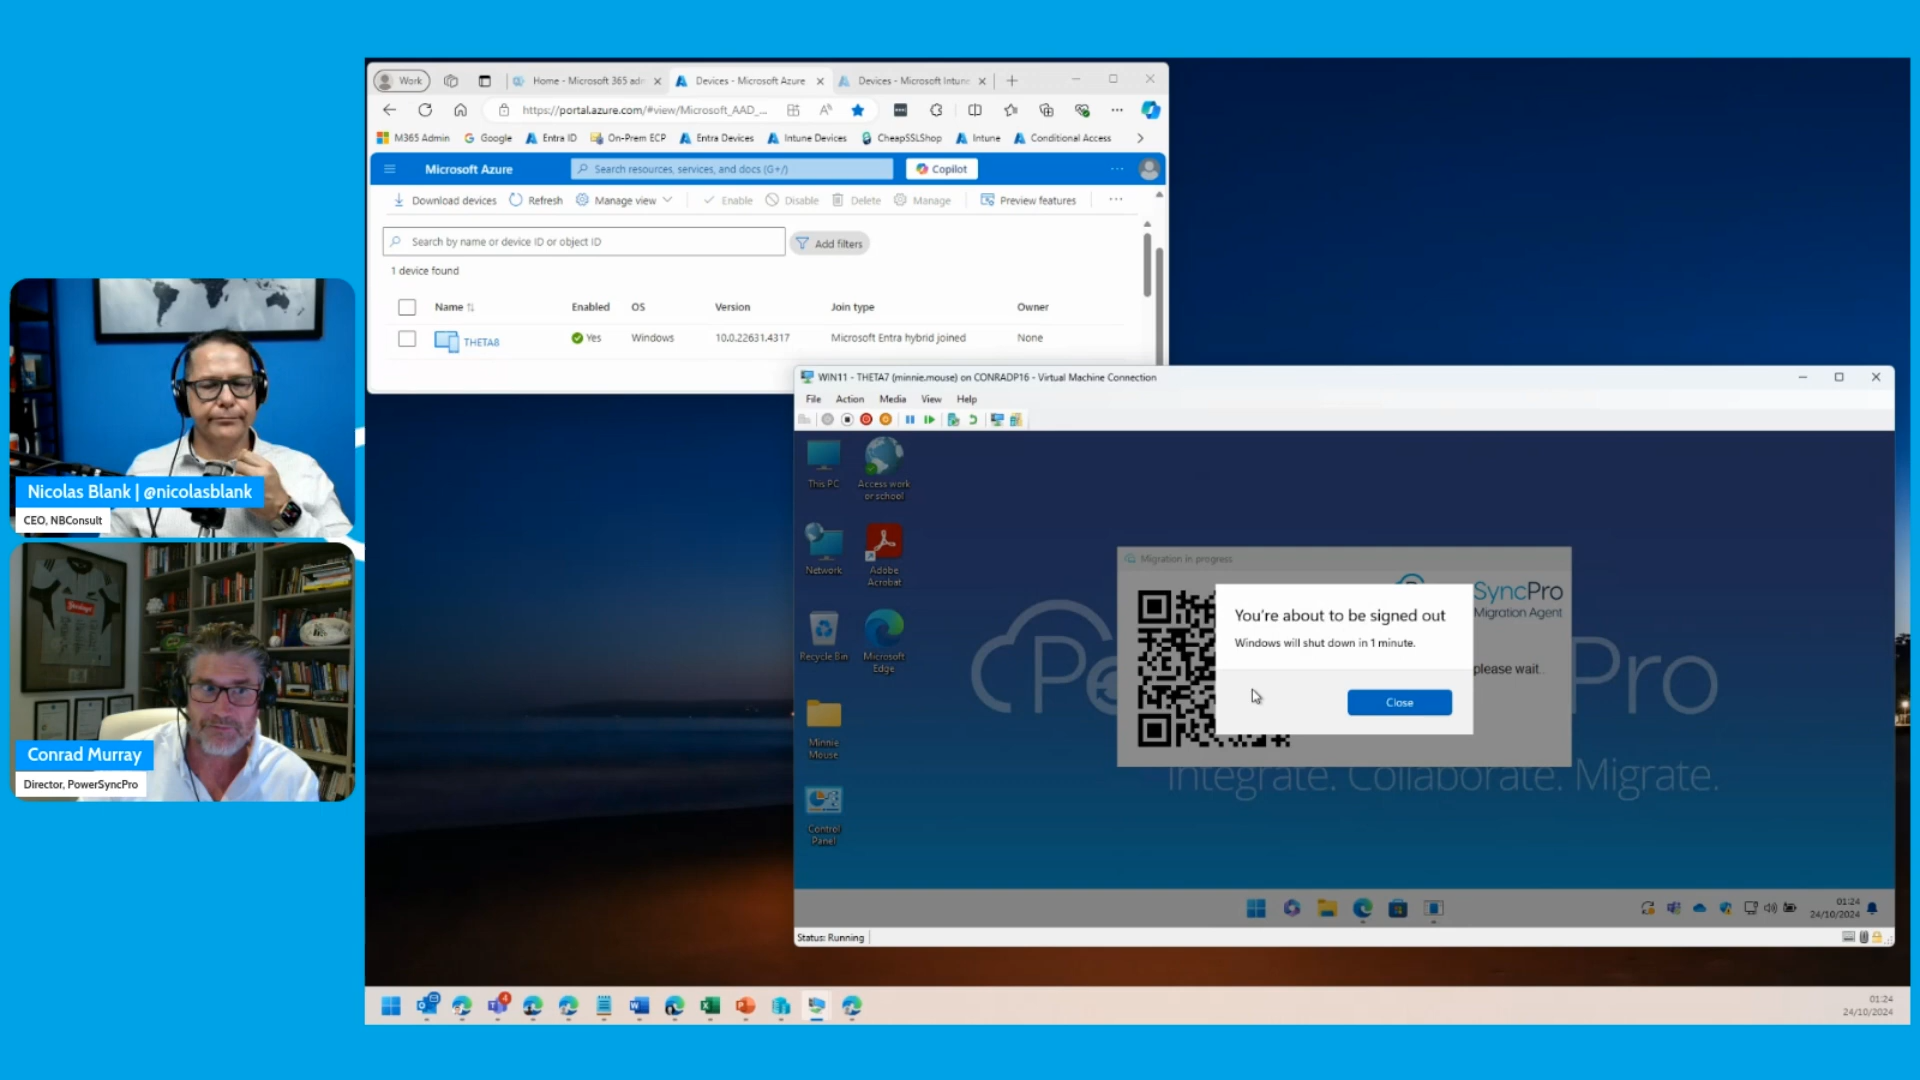 Work
Home - Microsoft 365 adm
Devices - Microsoft Azure
Devices - Microsoft Intune
https://portal.azure.com/#view/Microsoft_AAD_...
M365 Admin
Google
Entra ID
On-Prem ECP
Entra Devices
Intune Devices
CheapSSLShop
Intune
Conditional Access
Microsoft Azure
Search resources, services, and docs (G+/)
Copilot
Download devices
Refresh
Manage view
Enable
Disable
Delete
Manage
Preview features
Search by name or device ID or object ID
Add filters
1 device found
Name
Enabled
OS
Version
Join type
Owner
THETA8
Yes
Windows
10.0.22631.4317
Microsoft Entra hybrid joined
None
WIN11 - THETA7 (minnie.mouse) on CONRADP16 - Virtual Machine Connection
File
Action
Media
View
Help
This PC
Access work
or school
Network
Adobe
Acrobat
Recycle Bin
Microsoft
Edge
Minnie
Mouse
Control
Panel
Migration in progress
SyncPro
Migration Agent
You're about to be signed out
Windows will shut down in 1 minute.
please wait..
Close
Pro
Integrate. Collaborate. Migrate.
01:24
24/10/2024
Status: Running
Nicolas Blank | @nicolasblank
CEO, NBConsult
Conrad Murray
Director, PowerSyncPro
4
01:24
24/10/2024